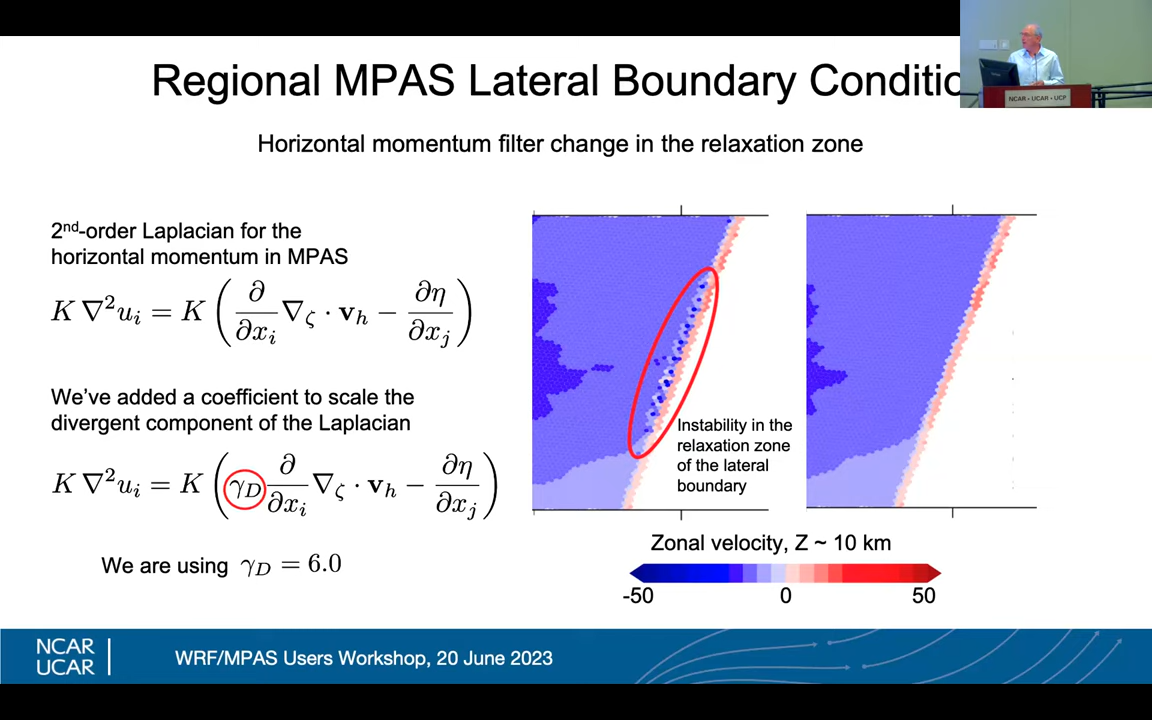 Regional MPAS Lateral Boundary Conditio
NCAR • UCAR • UCP
Horizontal momentum filter change in the relaxation zone
2nd-order Laplacian for the
horizontal momentum in MPAS
K ∇²u_i = K ( ∂/∂x_i ∇_ζ · v_h − ∂η/∂x_j )
We've added a coefficient to scale the
divergent component of the Laplacian
K ∇²u_i = K ( γ_D ∂/∂x_i ∇_ζ · v_h − ∂η/∂x_j )
We are using γ_D = 6.0
Instability in the
relaxation zone
of the lateral
boundary
Zonal velocity, Z ~ 10 km
-50 0 50
NCAR
UCAR
WRF/MPAS Users Workshop, 20 June 2023